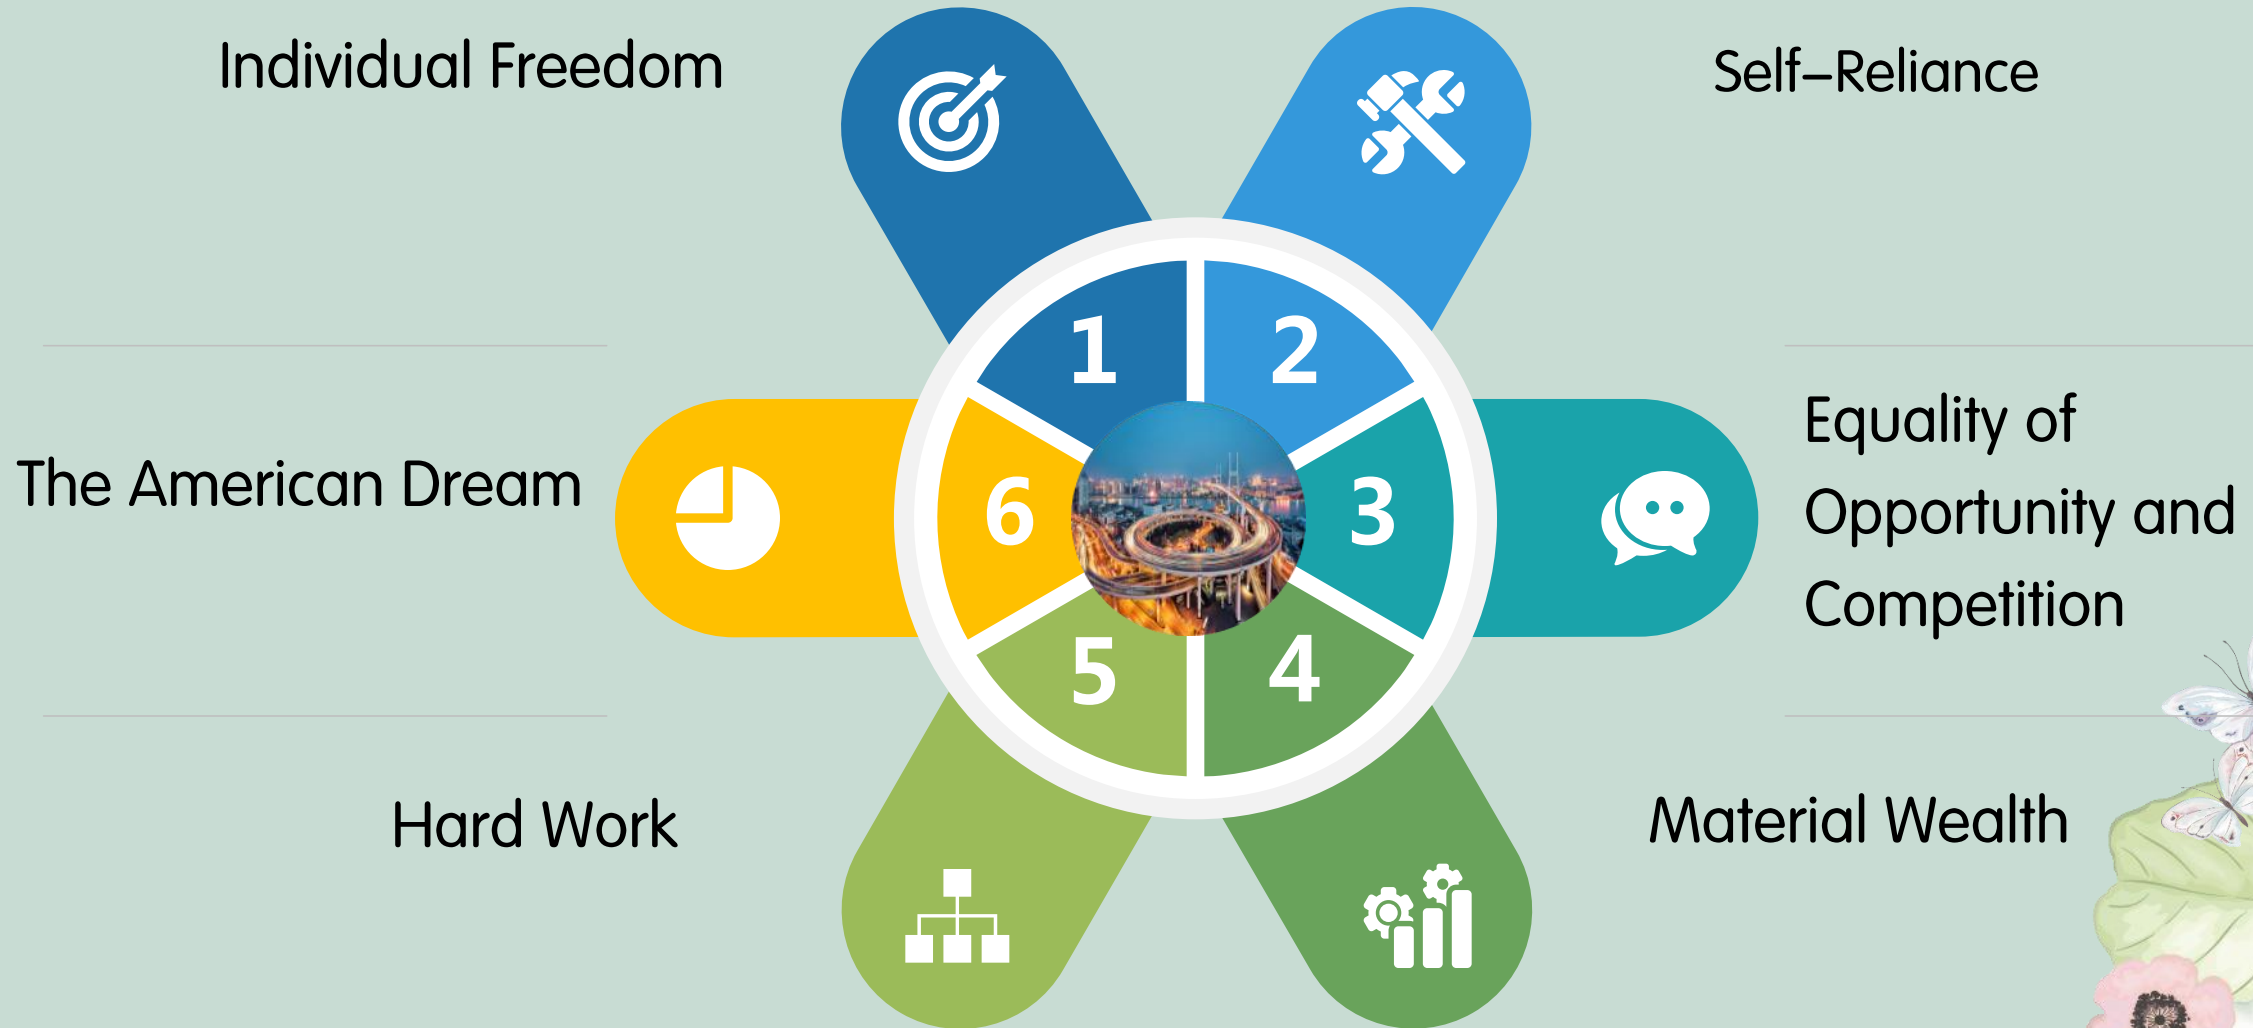 Individual Freedom
Self–Reliance
1
2
Equality of
Opportunity and
Competition
The American Dream
6
3
5
4
Hard Work
Material Wealth